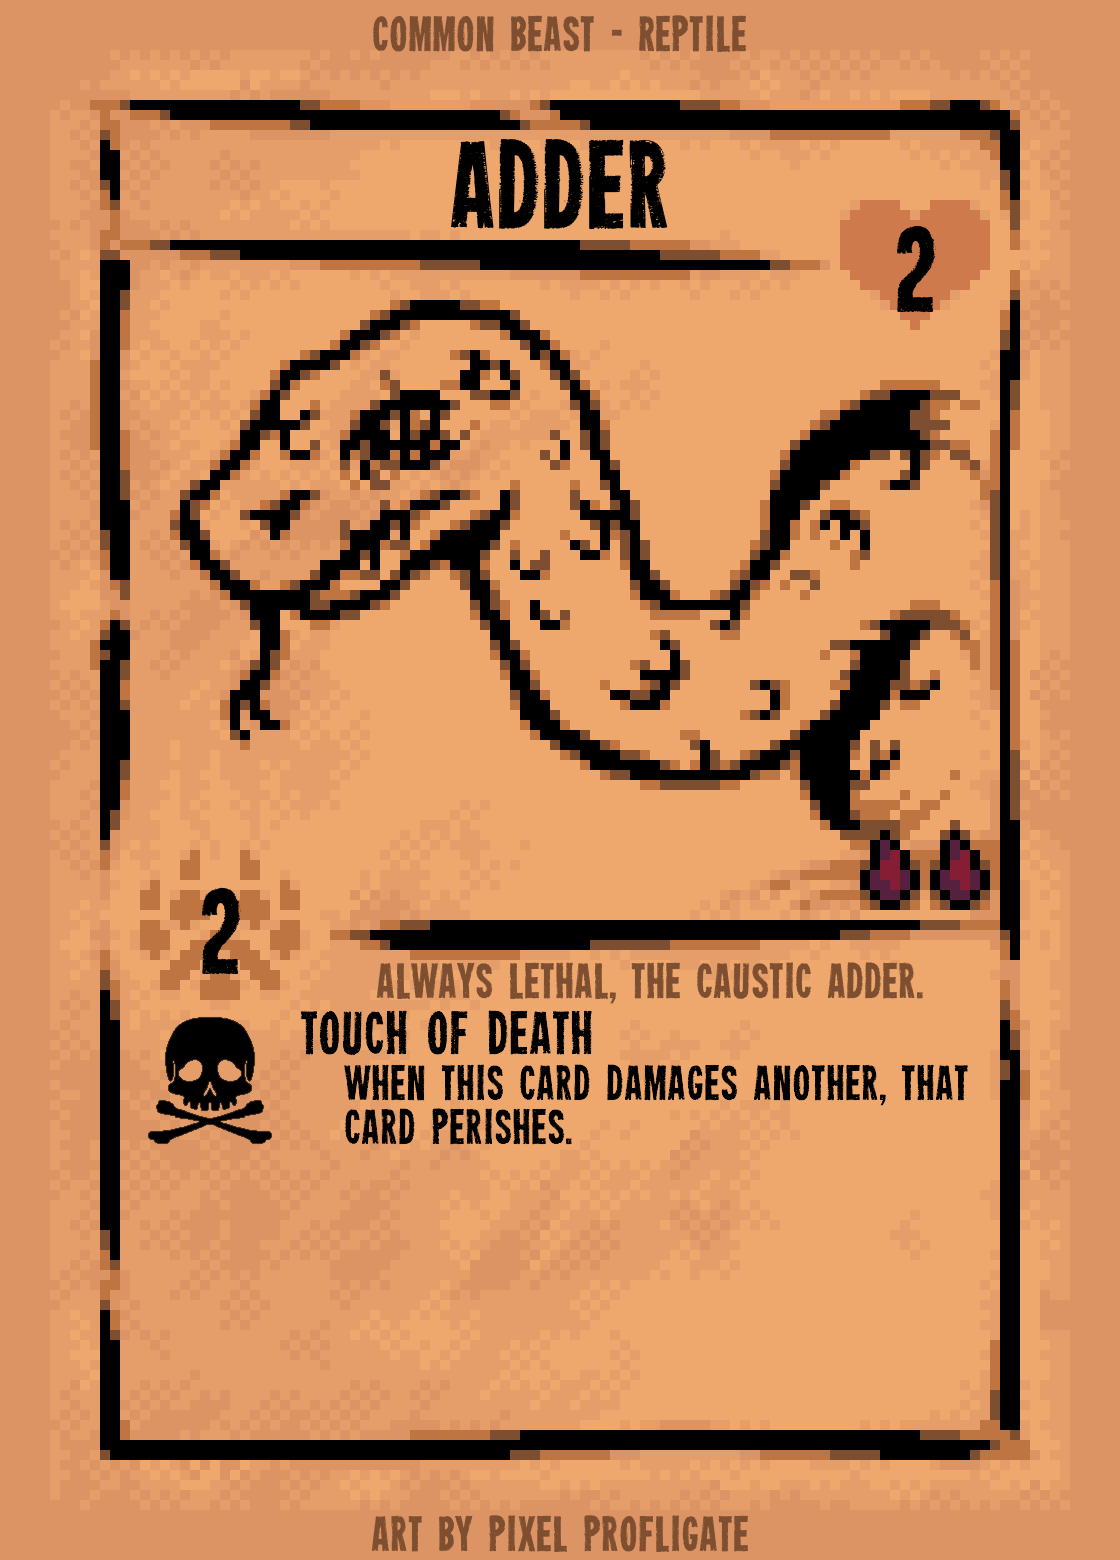 COMMON BEAST - REPTILE
ADDER
2
2
ALWAYS LETHAL, THE CAUSTIC ADDER.
TOUCH OF DEATH
WHEN THIS CARD DAMAGES ANOTHER, THAT
CARD PERISHES.
ART BY PIXEL PROFLIGATE